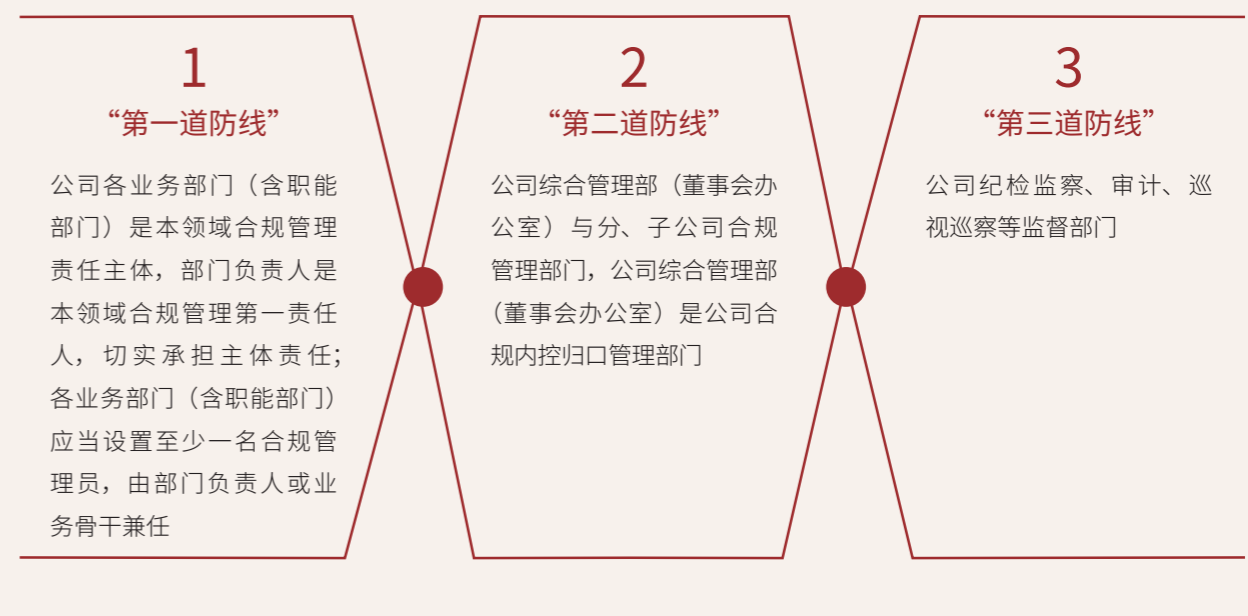 1
“第一道防线”
公司各业务部门（含职能
部门）是本领域合规管理
责任主体，部门负责人是
本领域合规管理第一责任
人，切实承担主体责任；
各业务部门（含职能部门）
应当设置至少一名合规管
理员，由部门负责人或业
务骨干兼任
2
“第二道防线”
公司综合管理部（董事会办
公室）与分、子公司合规
管理部门，公司综合管理部
（董事会办公室）是公司合
规内控归口管理部门
3
“第三道防线”
公司纪检监察、审计、巡
视巡察等监督部门